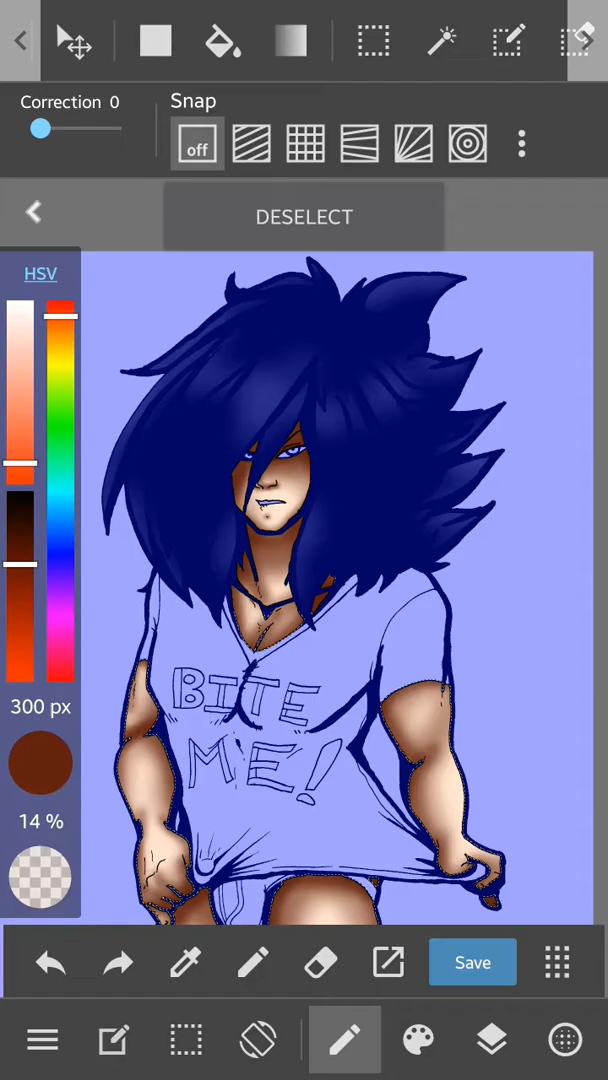 Correction 0
Snap
off
DESELECT
HSV
300 px
14 %
BITE
ME!
Save